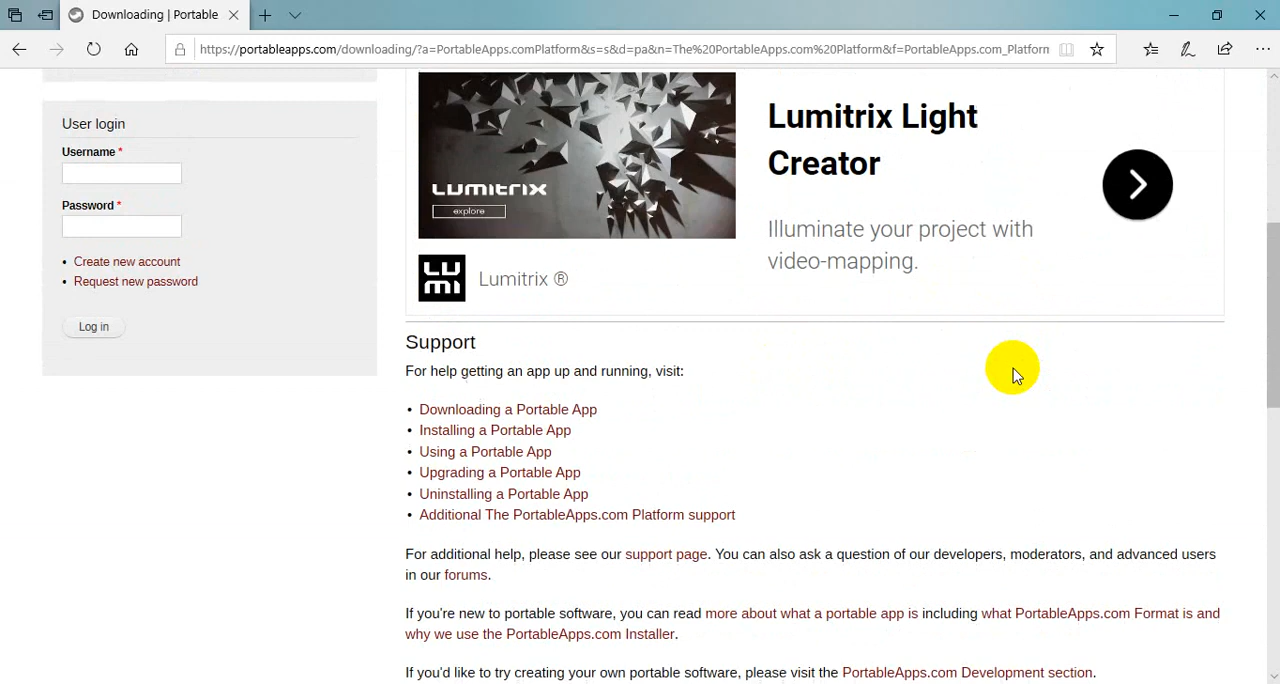 Downloading | Portable
https://portableapps.com/downloading/?a=PortableApps.comPlatform&s=s&d=pa&n=The%20PortableApps.com%20Platform&f=PortableApps.com_Platform
User login
Username *
Password *
• Create new account
• Request new password
Log in
LUMITRIX
explore
LUMI
Lumitrix ®
Lumitrix Light
Creator
Illuminate your project with
video-mapping.
Support
For help getting an app up and running, visit:
• Downloading a Portable App
• Installing a Portable App
• Using a Portable App
• Upgrading a Portable App
• Uninstalling a Portable App
• Additional The PortableApps.com Platform support
For additional help, please see our support page. You can also ask a question of our developers, moderators, and advanced users
in our forums.
If you're new to portable software, you can read more about what a portable app is including what PortableApps.com Format is and
why we use the PortableApps.com Installer.
If you'd like to try creating your own portable software, please visit the PortableApps.com Development section.